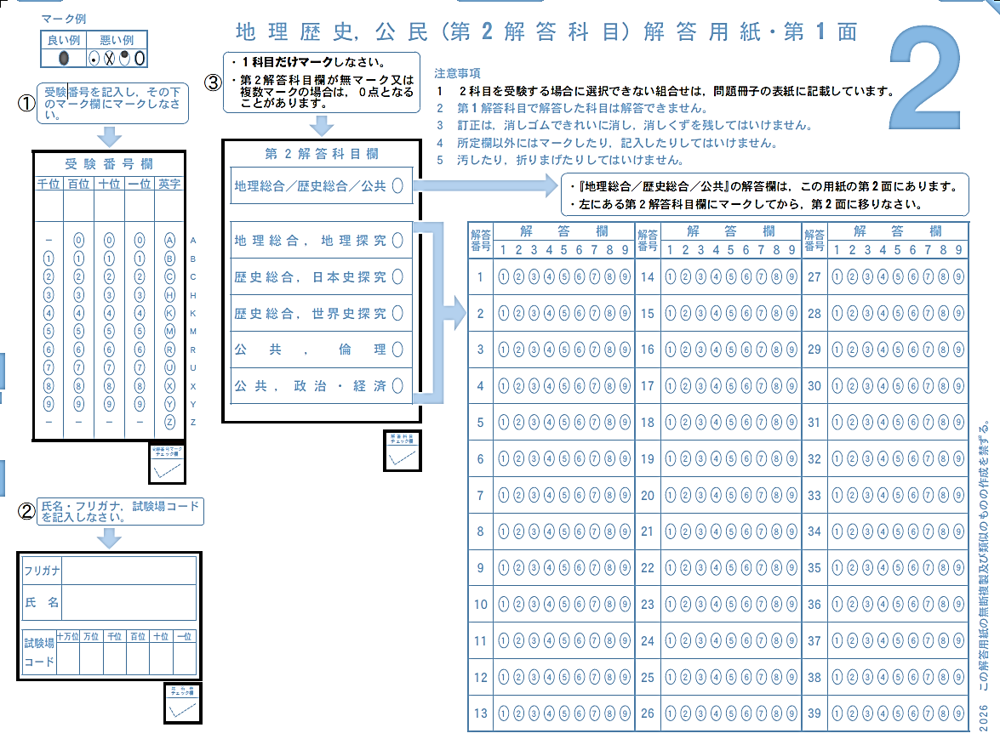 マーク例
良い例 悪い例
地理歴史，公民（第2解答科目）解答用紙・第1面
2
① 受験番号を記入し，その下
のマーク欄にマークしなさ
い。
受験番号欄
千位 百位 十位 一位 英字
－ 0 0 0 A A
1 1 1 1 B B
2 2 2 2 C C
3 3 3 3 H H
4 4 4 4 K K
5 5 5 5 M M
6 6 6 6 R R
7 7 7 7 U U
8 8 8 8 X X
9 9 9 9 Y Y
－ － － － Z Z
受験番号マーク
チェック欄
② 氏名・フリガナ，試験場コード
を記入しなさい。
フリガナ
氏名
試験場
コード
十万位 万位 千位 百位 十位 一位
チェック欄
③ ・1科目だけマークしなさい。
・第2解答科目欄が無マーク又は
複数マークの場合は，0点となる
ことがあります。
第2解答科目欄
地理総合／歴史総合／公共
地理総合，地理探究
歴史総合，日本史探究
歴史総合，世界史探究
公共，倫理
公共，政治・経済
解答科目
チェック欄
注意事項
1 2科目を受験する場合に選択できない組合せは，問題冊子の表紙に記載しています。
2 第1解答科目で解答した科目は解答できません。
3 訂正は，消しゴムできれいに消し，消しくずを残してはいけません。
4 所定欄以外にはマークしたり，記入したりしてはいけません。
5 汚したり，折りまげたりしてはいけません。
・『地理総合／歴史総合／公共』の解答欄は，この用紙の第2面にあります。
・左にある第2解答科目欄にマークしてから，第2面に移りなさい。
解答番号 解答欄 解答番号 解答欄 解答番号 解答欄
1 2 3 4 5 6 7 8 9 1 2 3 4 5 6 7 8 9 1 2 3 4 5 6 7 8 9
1 ①②③④⑤⑥⑦⑧⑨ 14 ①②③④⑤⑥⑦⑧⑨ 27 ①②③④⑤⑥⑦⑧⑨
2 ①②③④⑤⑥⑦⑧⑨ 15 ①②③④⑤⑥⑦⑧⑨ 28 ①②③④⑤⑥⑦⑧⑨
3 ①②③④⑤⑥⑦⑧⑨ 16 ①②③④⑤⑥⑦⑧⑨ 29 ①②③④⑤⑥⑦⑧⑨
4 ①②③④⑤⑥⑦⑧⑨ 17 ①②③④⑤⑥⑦⑧⑨ 30 ①②③④⑤⑥⑦⑧⑨
5 ①②③④⑤⑥⑦⑧⑨ 18 ①②③④⑤⑥⑦⑧⑨ 31 ①②③④⑤⑥⑦⑧⑨
6 ①②③④⑤⑥⑦⑧⑨ 19 ①②③④⑤⑥⑦⑧⑨ 32 ①②③④⑤⑥⑦⑧⑨
7 ①②③④⑤⑥⑦⑧⑨ 20 ①②③④⑤⑥⑦⑧⑨ 33 ①②③④⑤⑥⑦⑧⑨
8 ①②③④⑤⑥⑦⑧⑨ 21 ①②③④⑤⑥⑦⑧⑨ 34 ①②③④⑤⑥⑦⑧⑨
9 ①②③④⑤⑥⑦⑧⑨ 22 ①②③④⑤⑥⑦⑧⑨ 35 ①②③④⑤⑥⑦⑧⑨
10 ①②③④⑤⑥⑦⑧⑨ 23 ①②③④⑤⑥⑦⑧⑨ 36 ①②③④⑤⑥⑦⑧⑨
11 ①②③④⑤⑥⑦⑧⑨ 24 ①②③④⑤⑥⑦⑧⑨ 37 ①②③④⑤⑥⑦⑧⑨
12 ①②③④⑤⑥⑦⑧⑨ 25 ①②③④⑤⑥⑦⑧⑨ 38 ①②③④⑤⑥⑦⑧⑨
13 ①②③④⑤⑥⑦⑧⑨ 26 ①②③④⑤⑥⑦⑧⑨ 39 ①②③④⑤⑥⑦⑧⑨
2026 この解答用紙の無断複製及び類似のものの作成を禁ずる。